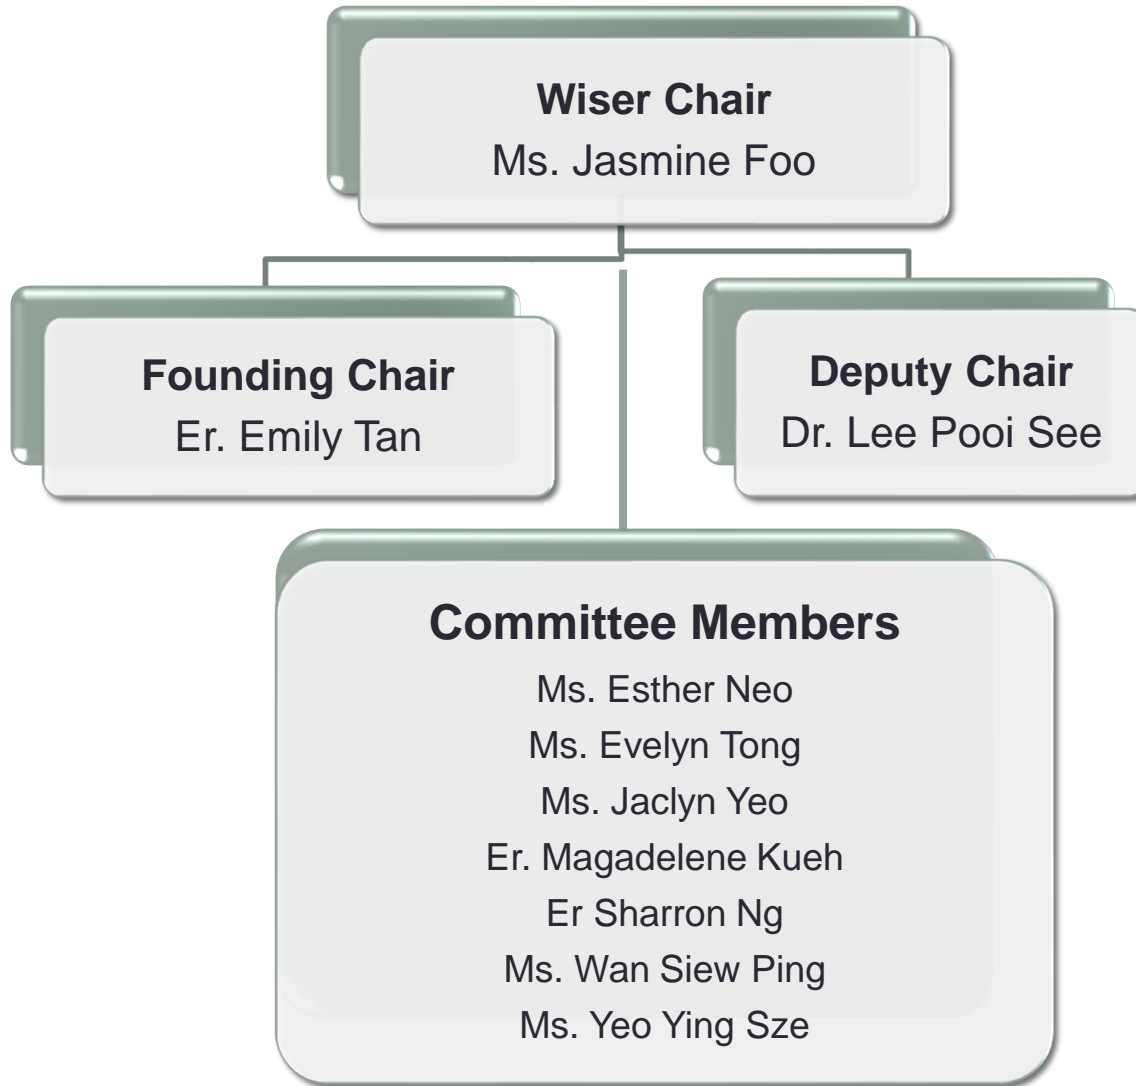 Wiser Chair
Ms. Jasmine Foo
Founding Chair
Er. Emily Tan
Deputy Chair
Dr. Lee Pooi See
Committee Members
Ms. Esther Neo
Ms. Evelyn Tong
Ms. Jaclyn Yeo
Er. Magadelene Kueh
Er Sharron Ng
Ms. Wan Siew Ping
Ms. Yeo Ying Sze